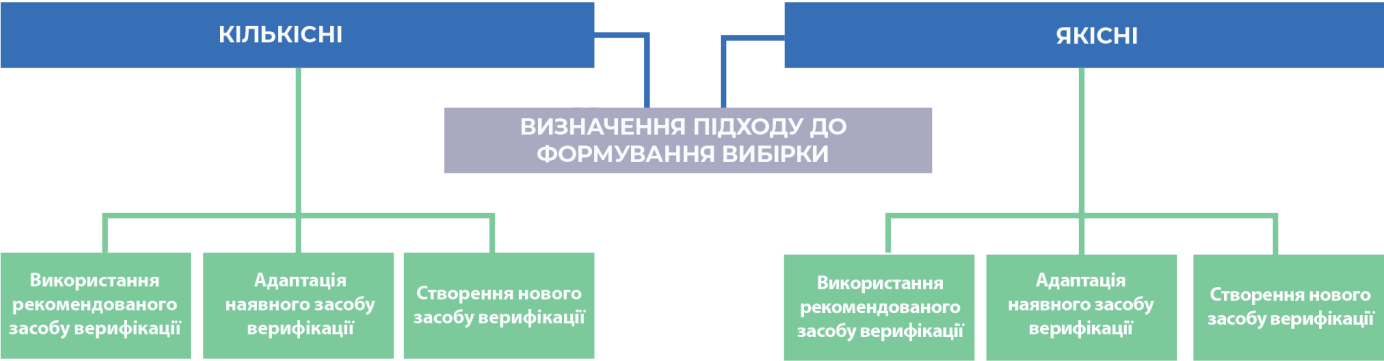 КІЛЬКІСНІ
ЯКІСНІ
ВИЗНАЧЕННЯ ПІДХОДУ ДО
ФОРМУВАННЯ ВИБІРКИ
Використання
рекомендованого
засобу верифікації
Адаптація
наявного засобу
верифікації
Створення нового
засобу верифікації
Використання
рекомендованого
засобу верифікації
Адаптація
наявного засобу
верифікації
Створення нового
засобу верифікації